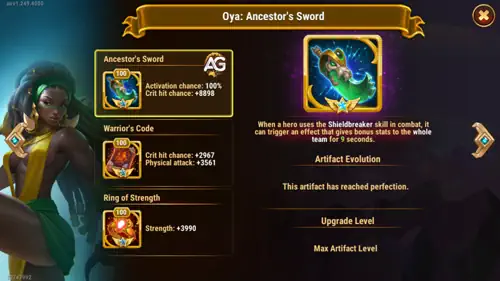 Oya: Ancestor's Sword
Ancestor's Sword
AG
100
Activation chance: 100%
Crit hit chance: +8898
Warrior's Code
100
Crit hit chance: +2967
Physical attack: +3561
Ring of Strength
100
Strength: +3990
When a hero uses the Shieldbreaker skill in combat, it
can trigger an effect that gives bonus stats to the whole
team for 9 seconds.
Artifact Evolution
This artifact has reached perfection.
Upgrade Level
Max Artifact Level